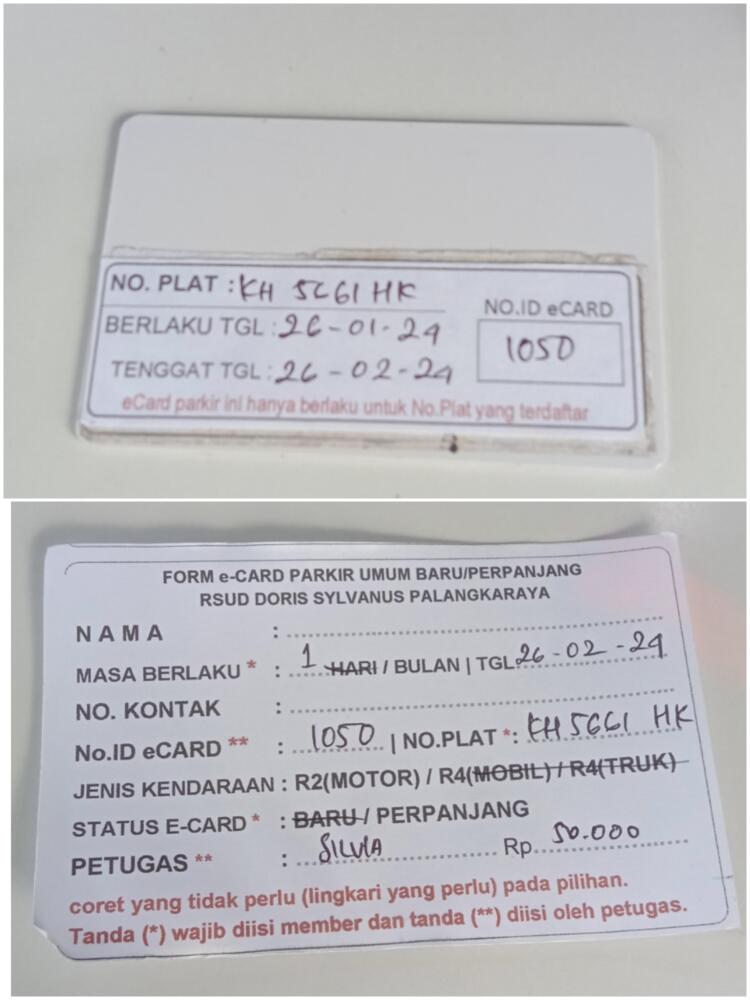 NO. PLAT : KH 5661 HK
NO.ID eCARD
BERLAKU TGL : 26-01-24
1050
TENGGAT TGL : 26-02-24
eCard parkir ini hanya berlaku untuk No.Plat yang terdaftar
FORM e-CARD PARKIR UMUM BARU/PERPANJANG
RSUD DORIS SYLVANUS PALANGKARAYA
NAMA :
MASA BERLAKU * : 1 HARI / BULAN | TGL 26-02-24
NO. KONTAK :
No.ID eCARD ** : 1050 | NO.PLAT *: KH 5661 HK
JENIS KENDARAAN : R2(MOTOR) / R4(MOBIL) / R4(TRUK)
STATUS E-CARD * : BARU / PERPANJANG
PETUGAS ** : SILVIA Rp. 50.000
coret yang tidak perlu (lingkari yang perlu) pada pilihan.
Tanda (*) wajib diisi member dan tanda (**) diisi oleh petugas.